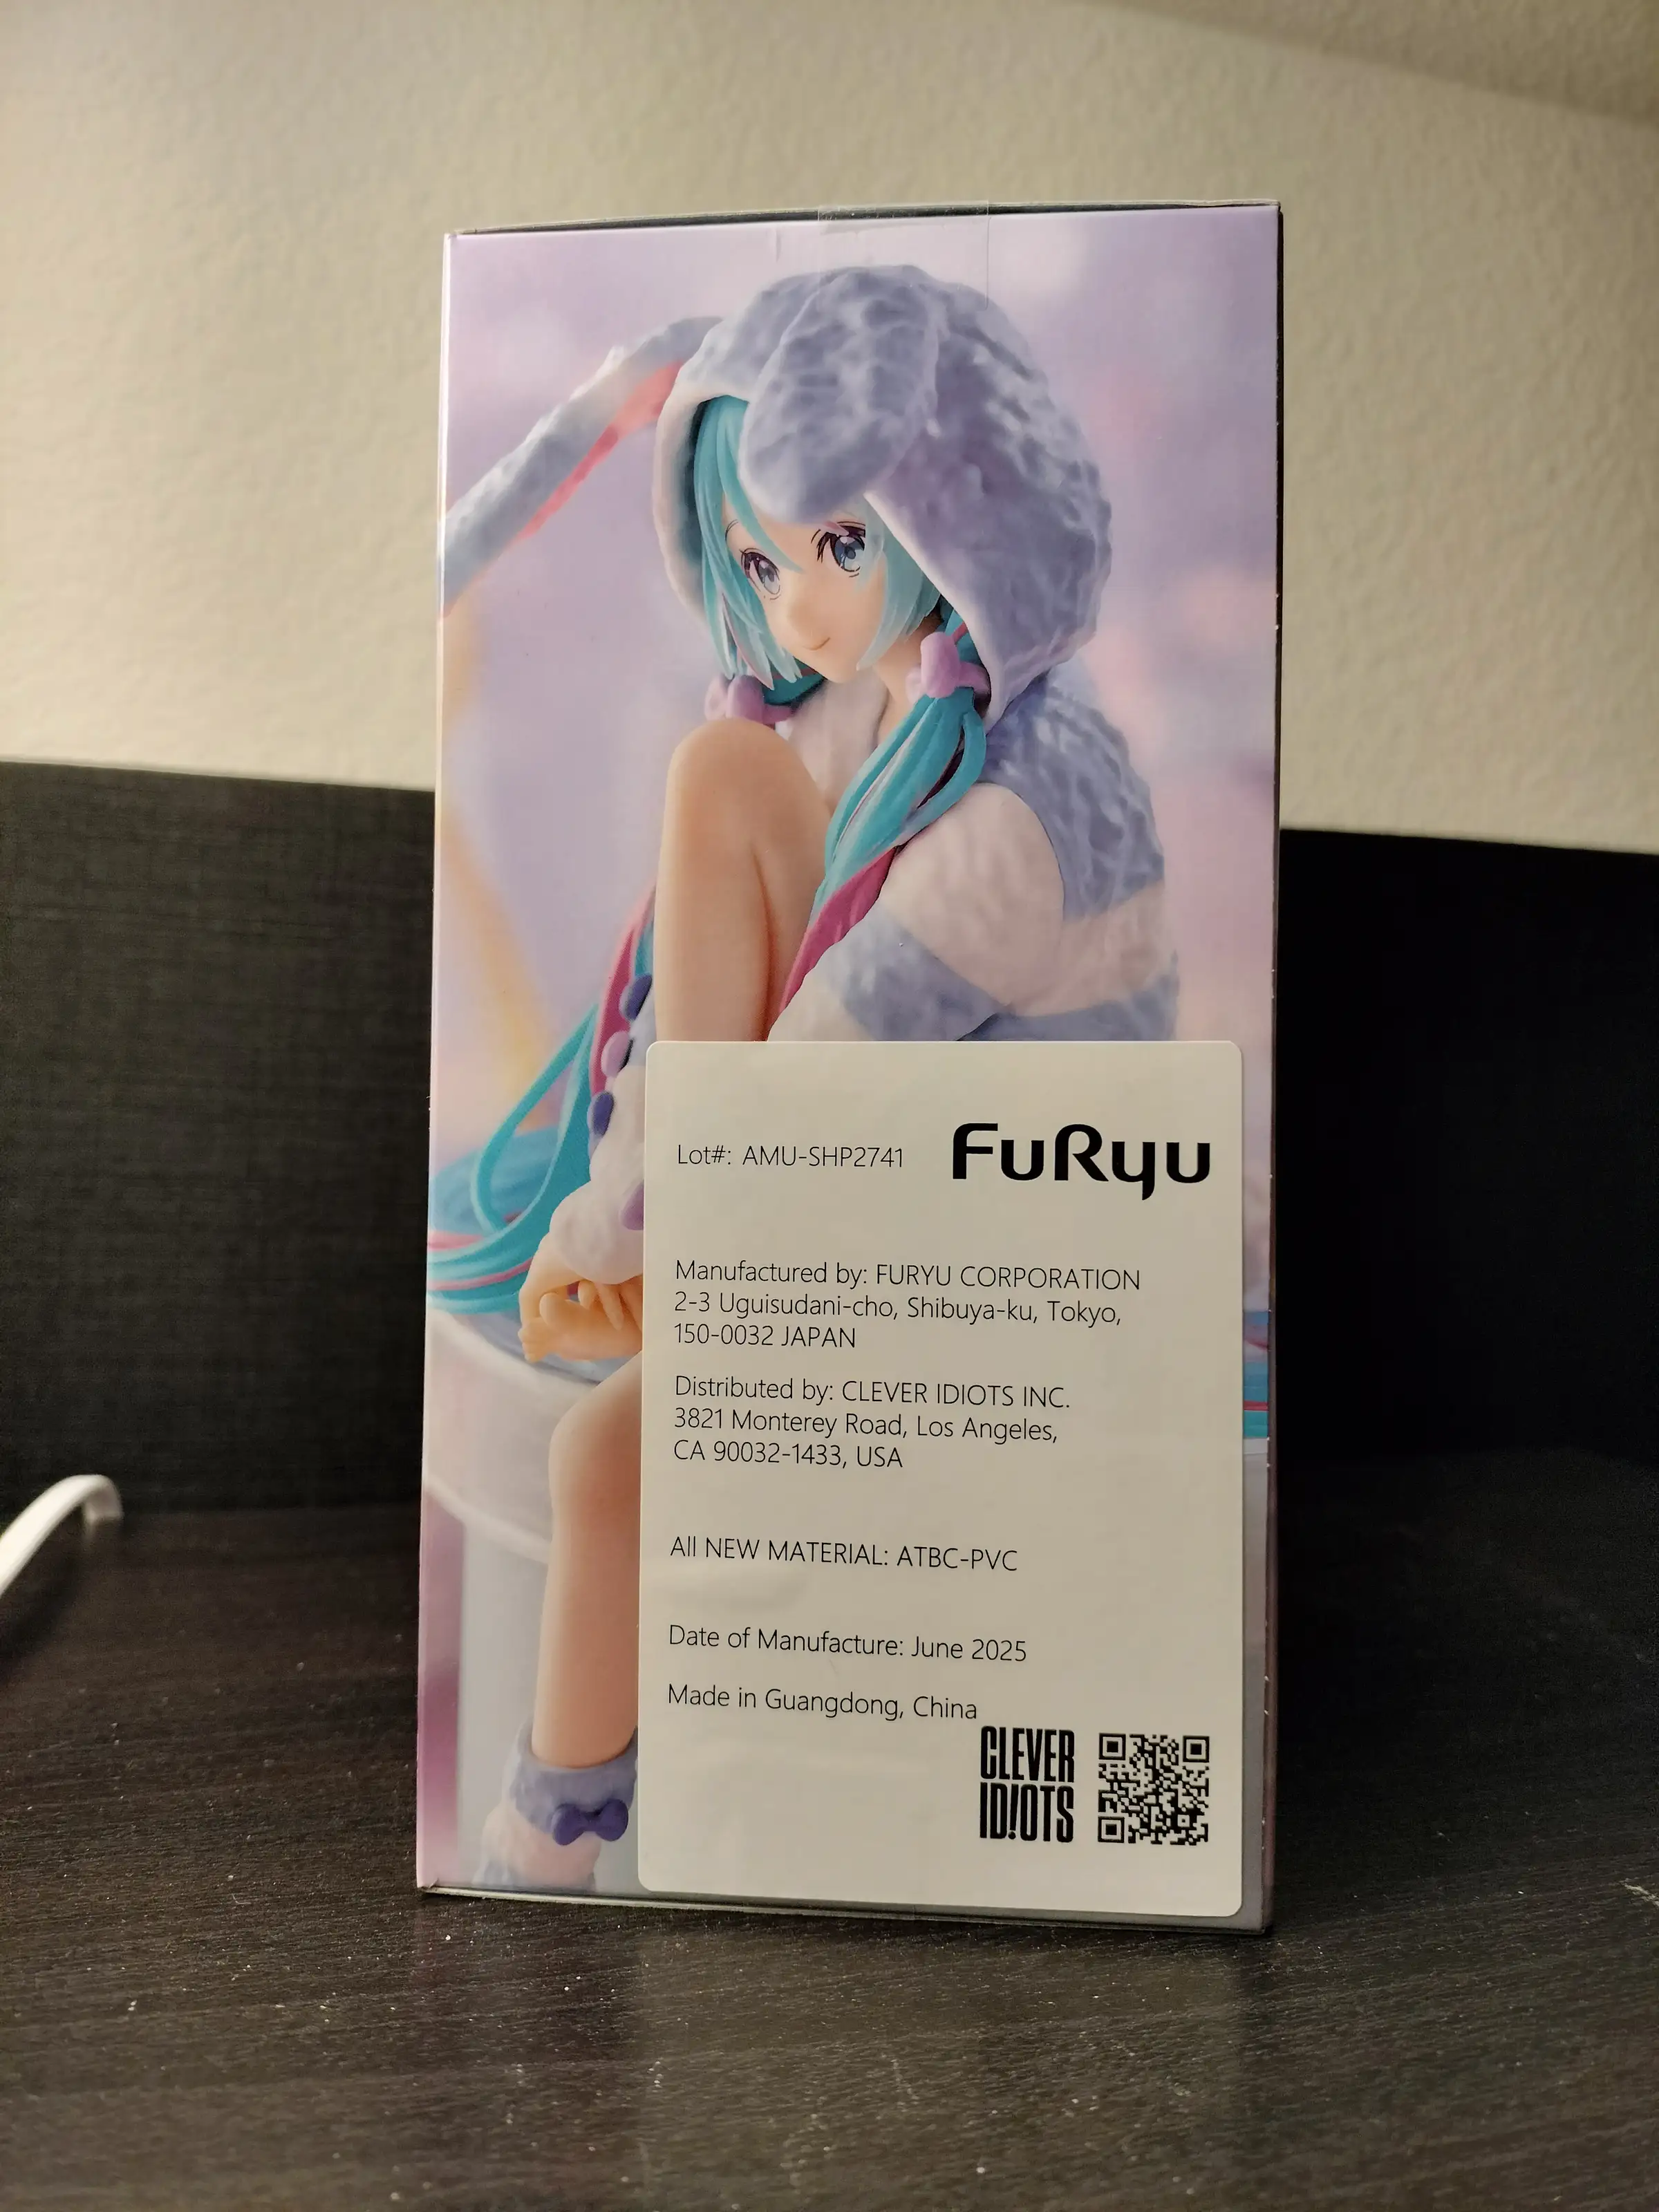 Lot#: AMU-SHP2741 FuRyu
Manufactured by: FURYU CORPORATION
2-3 Uguisudani-cho, Shibuya-ku, Tokyo,
150-0032 JAPAN
Distributed by: CLEVER IDIOTS INC.
3821 Monterey Road, Los Angeles,
CA 90032-1433, USA
All NEW MATERIAL: ATBC-PVC
Date of Manufacture: June 2025
Made in Guangdong, China
CLEVER
ID!OTS